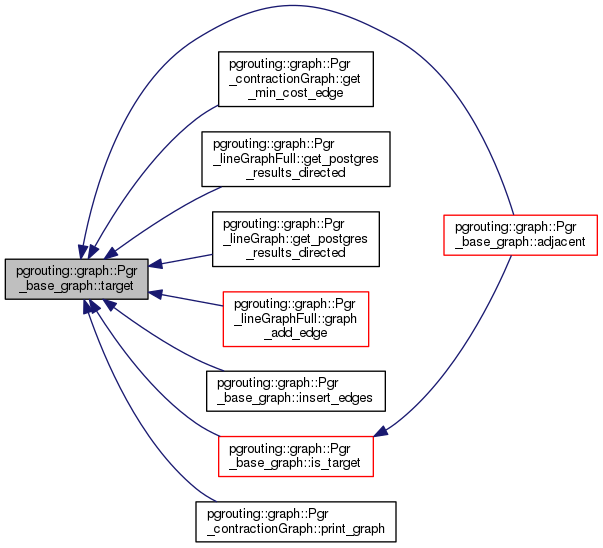 pgrouting::graph::Pgr
_contractionGraph::get
_min_cost_edge
pgrouting::graph::Pgr
_lineGraphFull::get_postgres
_results_directed
pgrouting::graph::Pgr
_lineGraph::get_postgres
_results_directed
pgrouting::graph::Pgr
_base_graph::adjacent
pgrouting::graph::Pgr
_base_graph::target
pgrouting::graph::Pgr
_lineGraphFull::graph
_add_edge
pgrouting::graph::Pgr
_base_graph::insert_edges
pgrouting::graph::Pgr
_base_graph::is_target
pgrouting::graph::Pgr
_contractionGraph::print_graph